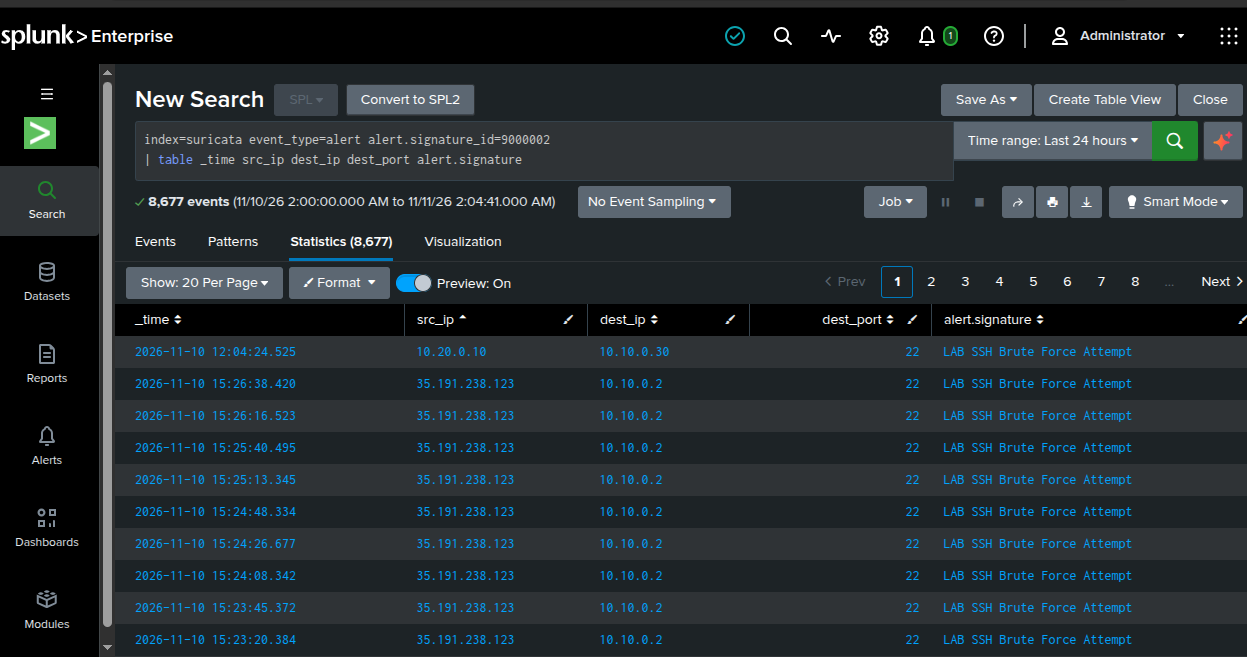 splunk> Enterprise
1
Administrator
New Search
SPL
Convert to SPL2
Save As
Create Table View
Close
index=suricata event_type=alert alert.signature_id=9000002
| table _time src_ip dest_ip dest_port alert.signature
Time range: Last 24 hours
8,677 events (11/10/26 2:00:00.000 AM to 11/11/26 2:04:41.000 AM)
No Event Sampling
Job
Smart Mode
Events
Patterns
Statistics (8,677)
Visualization
Show: 20 Per Page
Format
Preview: On
Prev 1 2 3 4 5 6 7 8 ... Next
_time src_ip dest_ip dest_port alert.signature
2026-11-10 12:04:24.525 10.20.0.10 10.10.0.30 22 LAB SSH Brute Force Attempt
2026-11-10 15:26:38.420 35.191.238.123 10.10.0.2 22 LAB SSH Brute Force Attempt
2026-11-10 15:26:16.523 35.191.238.123 10.10.0.2 22 LAB SSH Brute Force Attempt
2026-11-10 15:25:40.495 35.191.238.123 10.10.0.2 22 LAB SSH Brute Force Attempt
2026-11-10 15:25:13.345 35.191.238.123 10.10.0.2 22 LAB SSH Brute Force Attempt
2026-11-10 15:24:48.334 35.191.238.123 10.10.0.2 22 LAB SSH Brute Force Attempt
2026-11-10 15:24:26.677 35.191.238.123 10.10.0.2 22 LAB SSH Brute Force Attempt
2026-11-10 15:24:08.342 35.191.238.123 10.10.0.2 22 LAB SSH Brute Force Attempt
2026-11-10 15:23:45.372 35.191.238.123 10.10.0.2 22 LAB SSH Brute Force Attempt
2026-11-10 15:23:20.384 35.191.238.123 10.10.0.2 22 LAB SSH Brute Force Attempt
Search
Datasets
Reports
Alerts
Dashboards
Modules